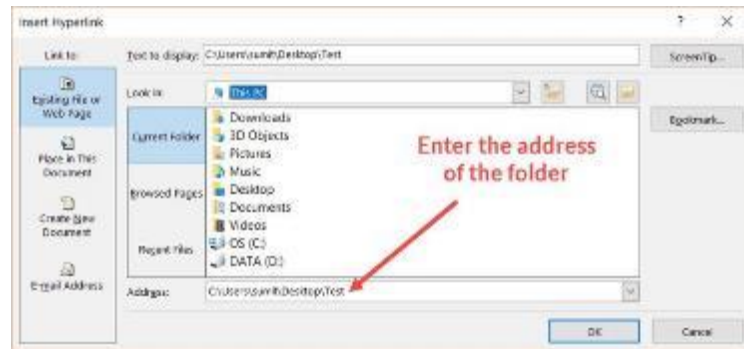 Insert Hyperlink
?
Link to:
Text to display: C:\Users\sumit\Desktop\Test
ScreenTip...
Existing File or
Web Page
Look in: This PC
Bookmark...
Current Folder
Downloads
3D Objects
Pictures
Music
Desktop
Documents
Videos
OS (C:)
DATA (D:)
Enter the address
of the folder
Place in This
Document
Browsed Pages
Create New
Document
Recent Files
E-mail Address
Address: C:\Users\sumit\Desktop\Test
OK
Cancel